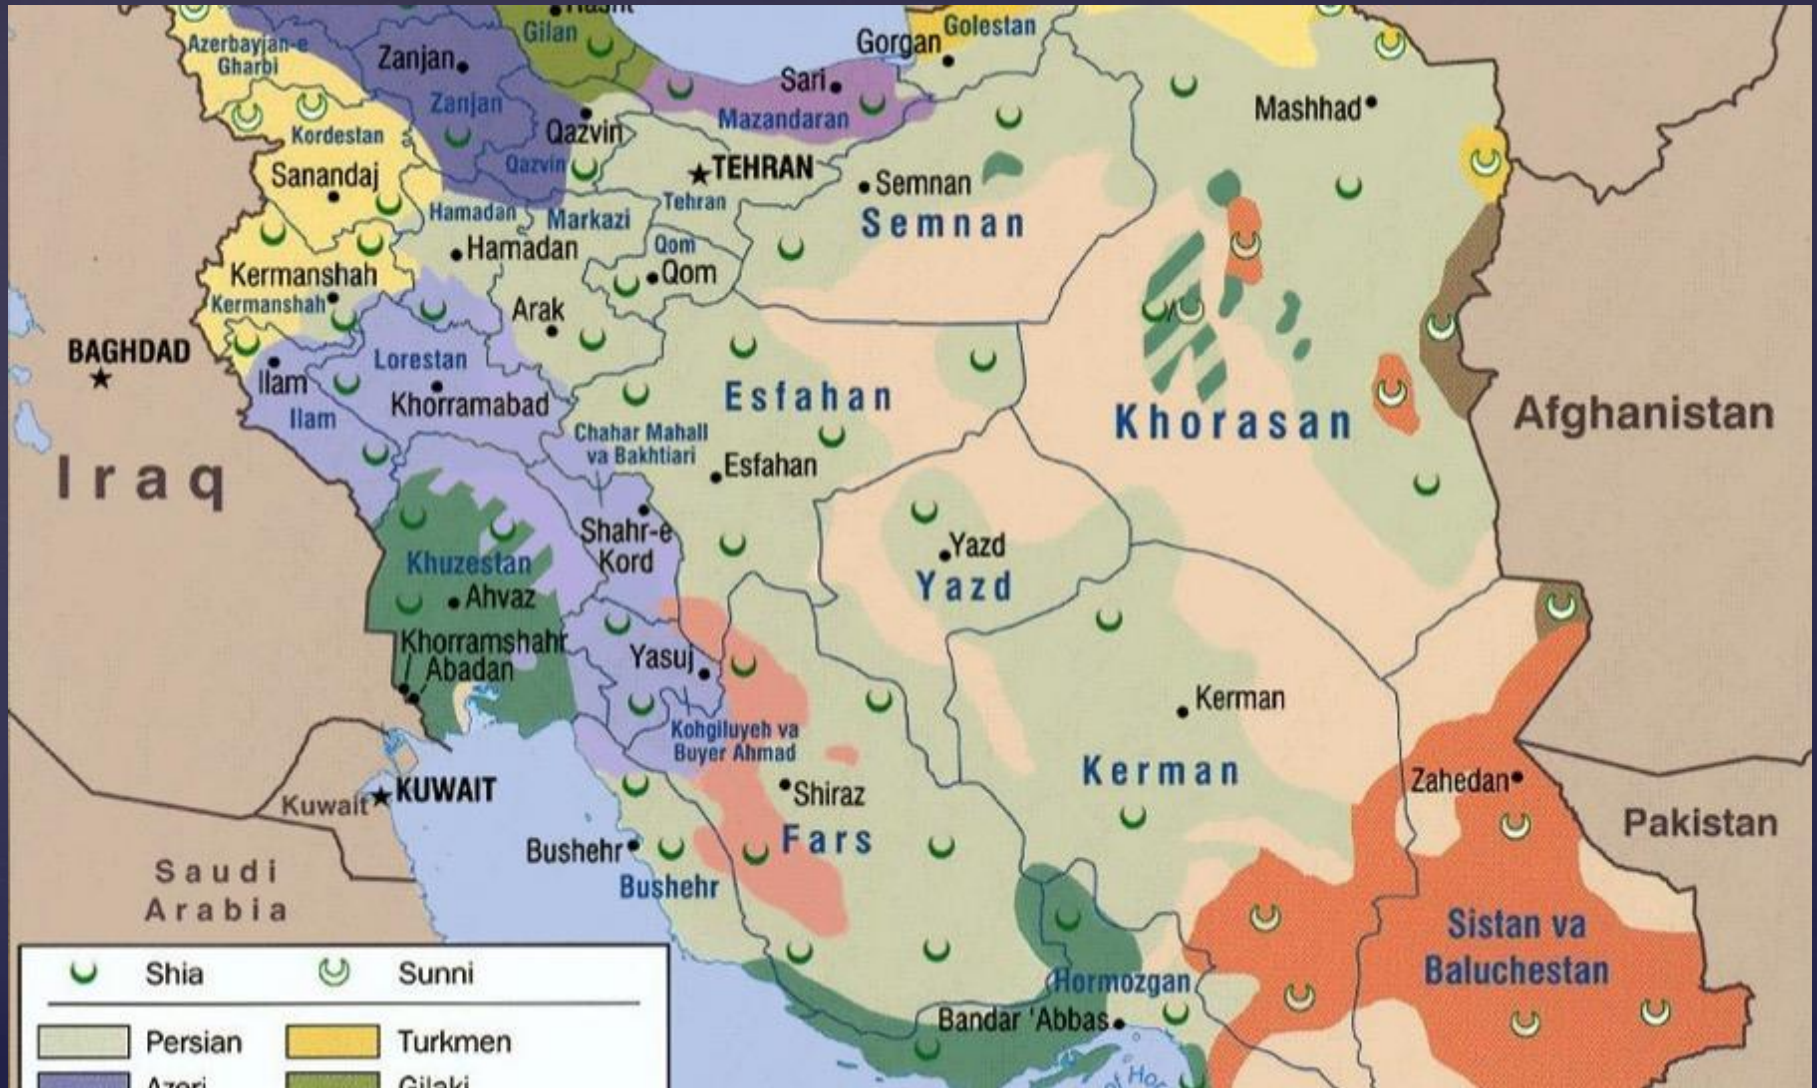 Rasht
Gilan
Golestan
Gorgan
Azerbayjan-e
Gharbi
Zanjan
Zanjan
Sari
Mazandaran
Mashhad
Kordestan
Qazvin
Qazvin
TEHRAN
Tehran
Semnan
Semnan
Sanandaj
Hamadan
Markazi
Hamadan
Qom
Qom
Kermanshah
Kermanshah
Arak
BAGHDAD
Ilam
Ilam
Lorestan
Khorramabad
Esfahan
Khorasan
Afghanistan
Chahar Mahall
va Bakhtiari
Esfahan
Iraq
Shahr-e
Kord
Khuzestan
Ahvaz
Yazd
Yazd
Khorramshahr
Abadan
Yasuj
Kohgiluyeh va
Buyer Ahmad
Kerman
Kerman
Zahedan
Kuwait
KUWAIT
Shiraz
Fars
Pakistan
Bushehr
Bushehr
Saudi
Arabia
Sistan va
Baluchestan
Hormozgan
Bandar 'Abbas
Shia
Sunni
Persian
Turkmen
Azeri
Gilaki